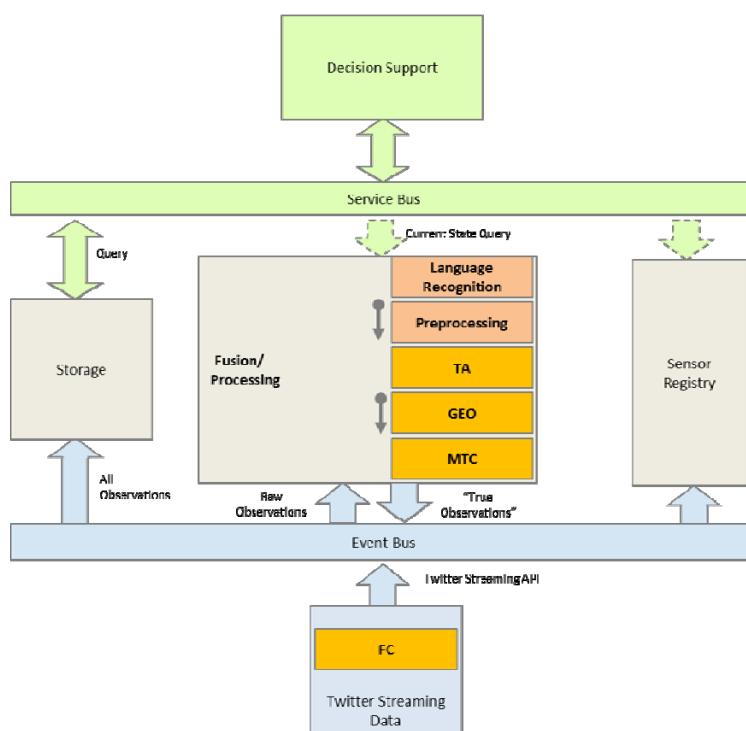 Decision Support
Service Bus
Query
Current State Query
Language
Recognition
Preprocessing
Fusion/
Processing
TA
GEO
MTC
Storage
Sensor
Registry
All
Observations
Raw
Observations
"True
Observations"
Event Bus
Twitter Streaming API
FC
Twitter Streaming
Data